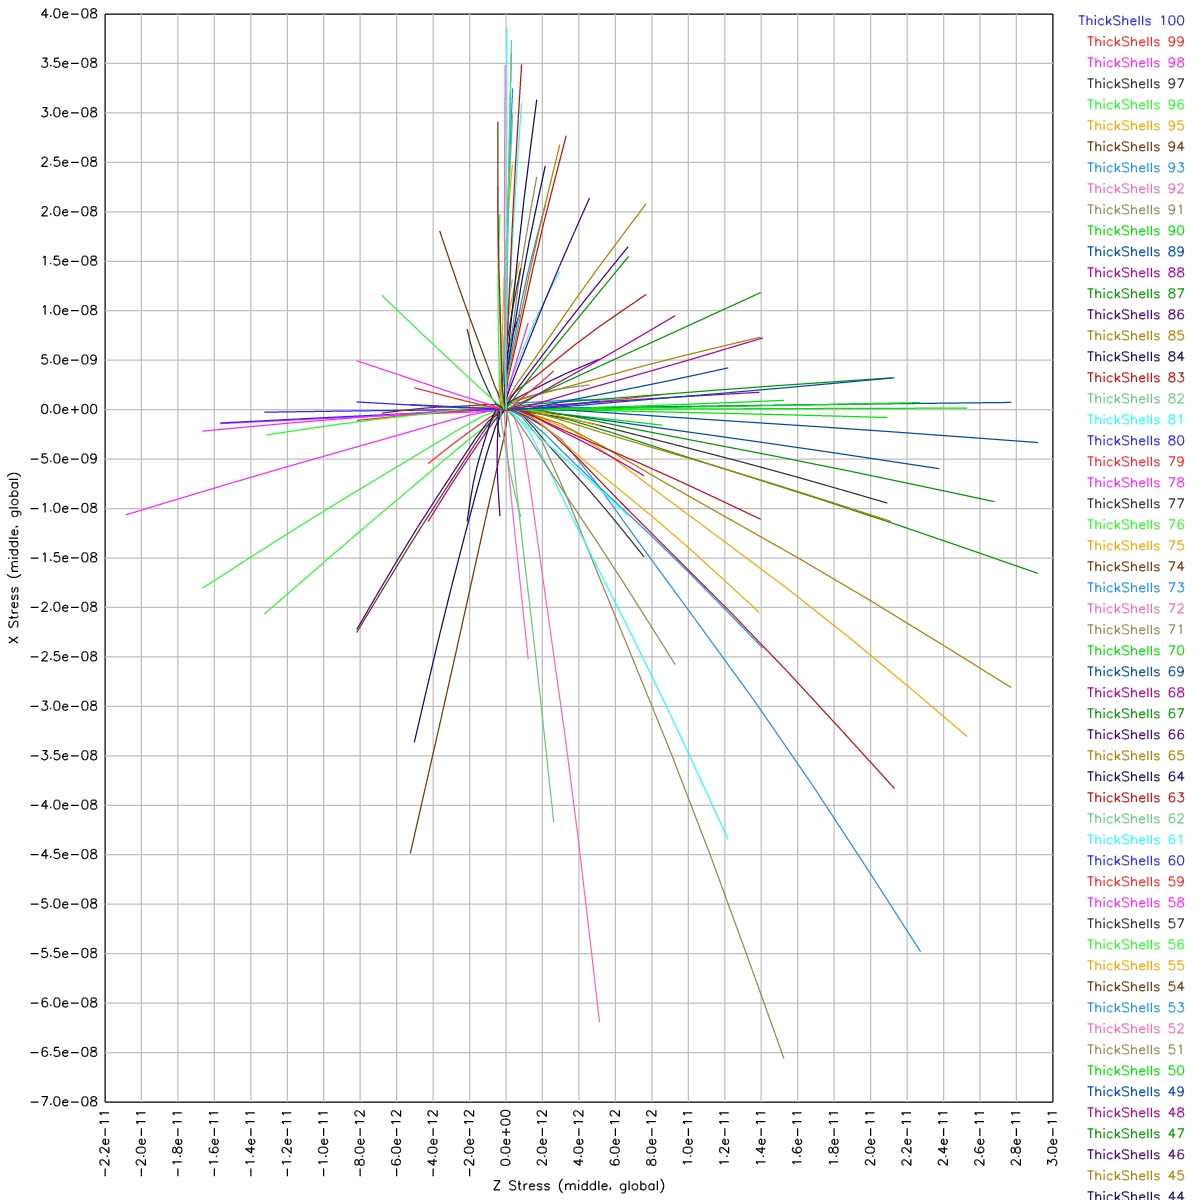 4.0e−08
3.5e−08
3.0e−08
2.5e−08
2.0e−08
1.5e−08
1.0e−08
5.0e−09
0.0e+00
−5.0e−09
−1.0e−08
−1.5e−08
−2.0e−08
−2.5e−08
−3.0e−08
−3.5e−08
−4.0e−08
−4.5e−08
−5.0e−08
−5.5e−08
−6.0e−08
−6.5e−08
−7.0e−08
X Stress (middle, global)
−2.2e−11
−2.0e−11
−1.8e−11
−1.6e−11
−1.4e−11
−1.2e−11
−1.0e−11
−8.0e−12
−6.0e−12
−4.0e−12
−2.0e−12
0.0e+00
2.0e−12
4.0e−12
6.0e−12
8.0e−12
1.0e−11
1.2e−11
1.4e−11
1.6e−11
1.8e−11
2.0e−11
2.2e−11
2.4e−11
2.6e−11
2.8e−11
3.0e−11
Z Stress (middle, global)
ThickShells 100
ThickShells 99
ThickShells 98
ThickShells 97
ThickShells 96
ThickShells 95
ThickShells 94
ThickShells 93
ThickShells 92
ThickShells 91
ThickShells 90
ThickShells 89
ThickShells 88
ThickShells 87
ThickShells 86
ThickShells 85
ThickShells 84
ThickShells 83
ThickShells 82
ThickShells 81
ThickShells 80
ThickShells 79
ThickShells 78
ThickShells 77
ThickShells 76
ThickShells 75
ThickShells 74
ThickShells 73
ThickShells 72
ThickShells 71
ThickShells 70
ThickShells 69
ThickShells 68
ThickShells 67
ThickShells 66
ThickShells 65
ThickShells 64
ThickShells 63
ThickShells 62
ThickShells 61
ThickShells 60
ThickShells 59
ThickShells 58
ThickShells 57
ThickShells 56
ThickShells 55
ThickShells 54
ThickShells 53
ThickShells 52
ThickShells 51
ThickShells 50
ThickShells 49
ThickShells 48
ThickShells 47
ThickShells 46
ThickShells 45
ThickShells 44